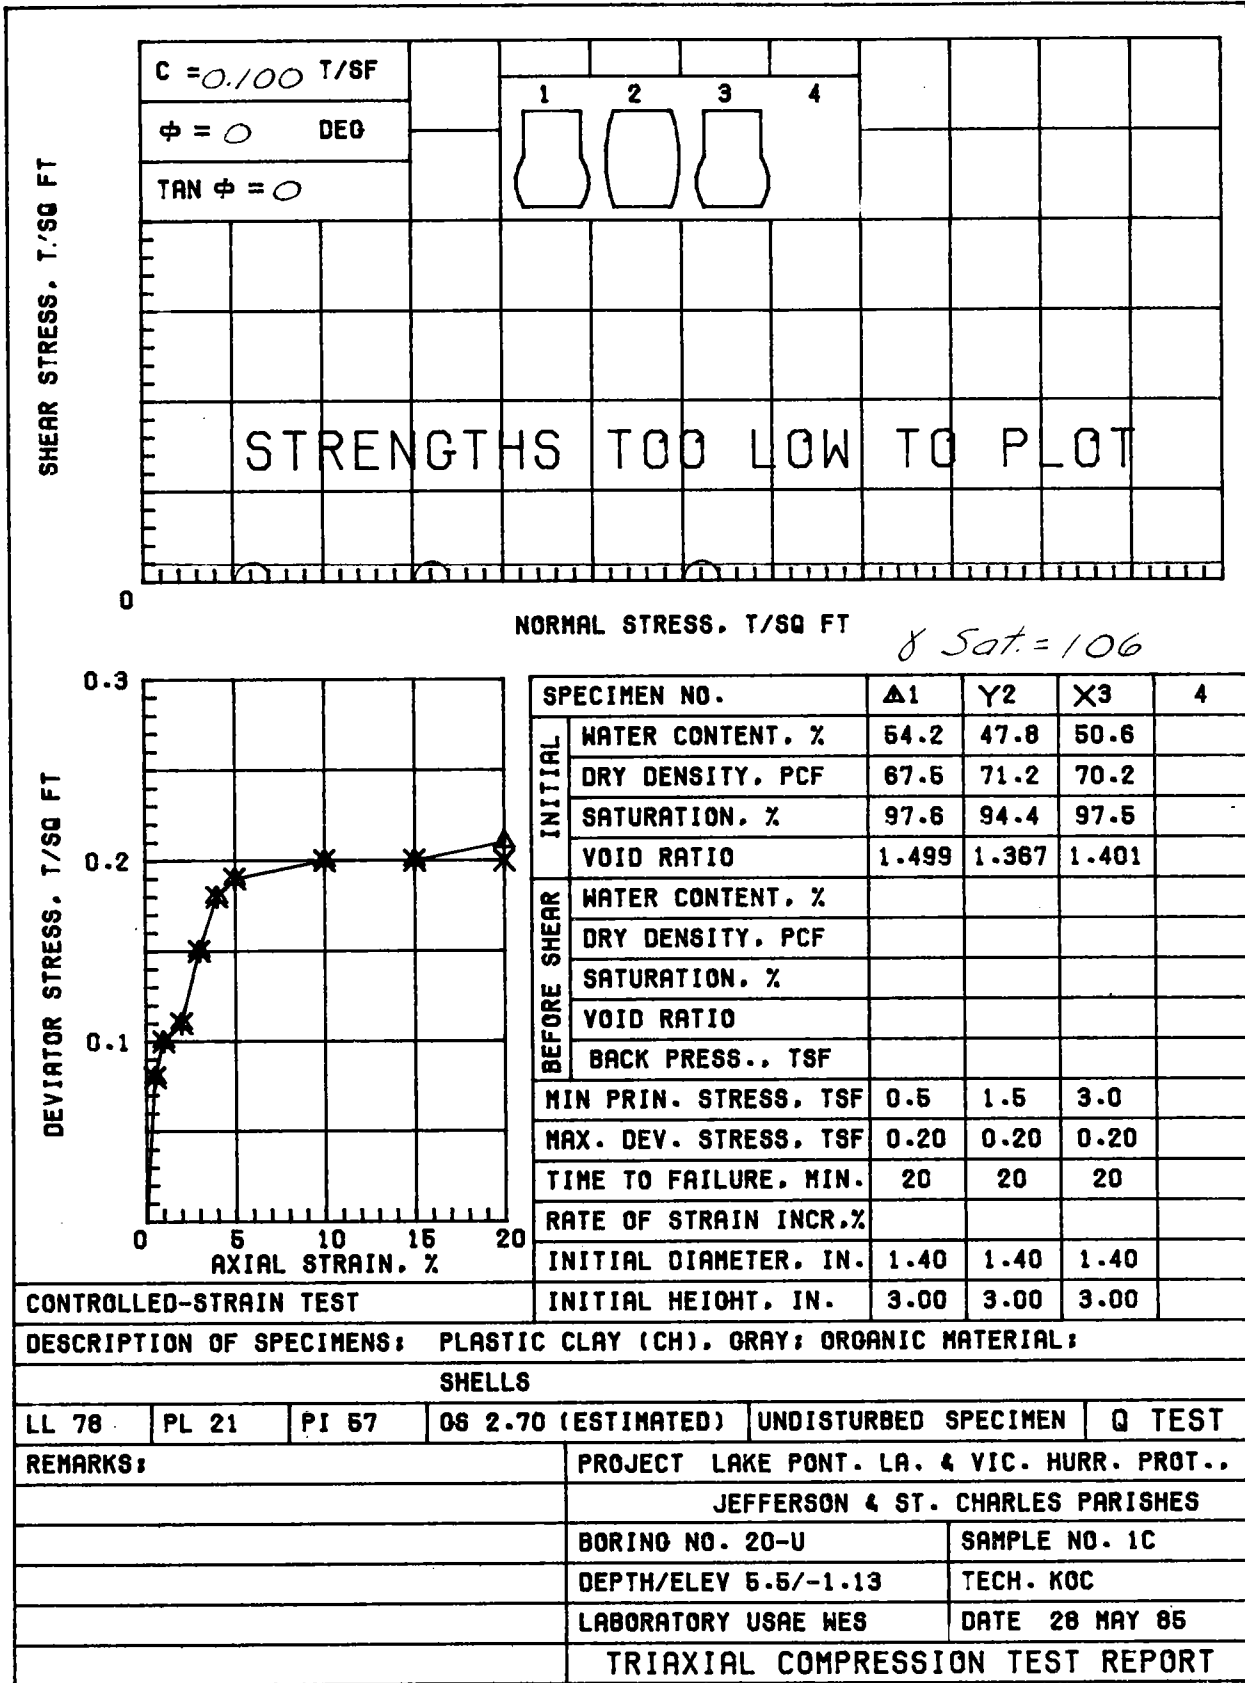 C = 0.100 T/SF
φ = 0 DEG
TAN φ = 0
1 2 3 4
SHEAR STRESS, T/SQ FT
STRENGTHS TOO LOW TO PLOT
0
NORMAL STRESS, T/SQ FT
γ Sat. = 106
0.3
0.2
0.1
DEVIATOR STRESS, T/SQ FT
0 5 10 15 20
AXIAL STRAIN, %
CONTROLLED-STRAIN TEST
SPECIMEN NO. 1 Y2 X3 4
INITIAL
WATER CONTENT, % 54.2 47.8 50.6
DRY DENSITY, PCF 67.5 71.2 70.2
SATURATION, % 97.6 94.4 97.5
VOID RATIO 1.499 1.367 1.401
BEFORE SHEAR
WATER CONTENT, %
DRY DENSITY, PCF
SATURATION, %
VOID RATIO
BACK PRESS., TSF
MIN PRIN. STRESS, TSF 0.5 1.5 3.0
MAX. DEV. STRESS, TSF 0.20 0.20 0.20
TIME TO FAILURE, MIN. 20 20 20
RATE OF STRAIN INCR,%
INITIAL DIAMETER, IN. 1.40 1.40 1.40
INITIAL HEIGHT, IN. 3.00 3.00 3.00
DESCRIPTION OF SPECIMENS: PLASTIC CLAY (CH), GRAY; ORGANIC MATERIAL;
SHELLS
LL 78 PL 21 PI 57 GS 2.70 (ESTIMATED) UNDISTURBED SPECIMEN Q TEST
REMARKS:
PROJECT LAKE PONT. LA. & VIC. HURR. PROT.,
JEFFERSON & ST. CHARLES PARISHES
BORING NO. 20-U SAMPLE NO. 1C
DEPTH/ELEV 5.5/-1.13 TECH. KOC
LABORATORY USAE WES DATE 28 MAY 85
TRIAXIAL COMPRESSION TEST REPORT